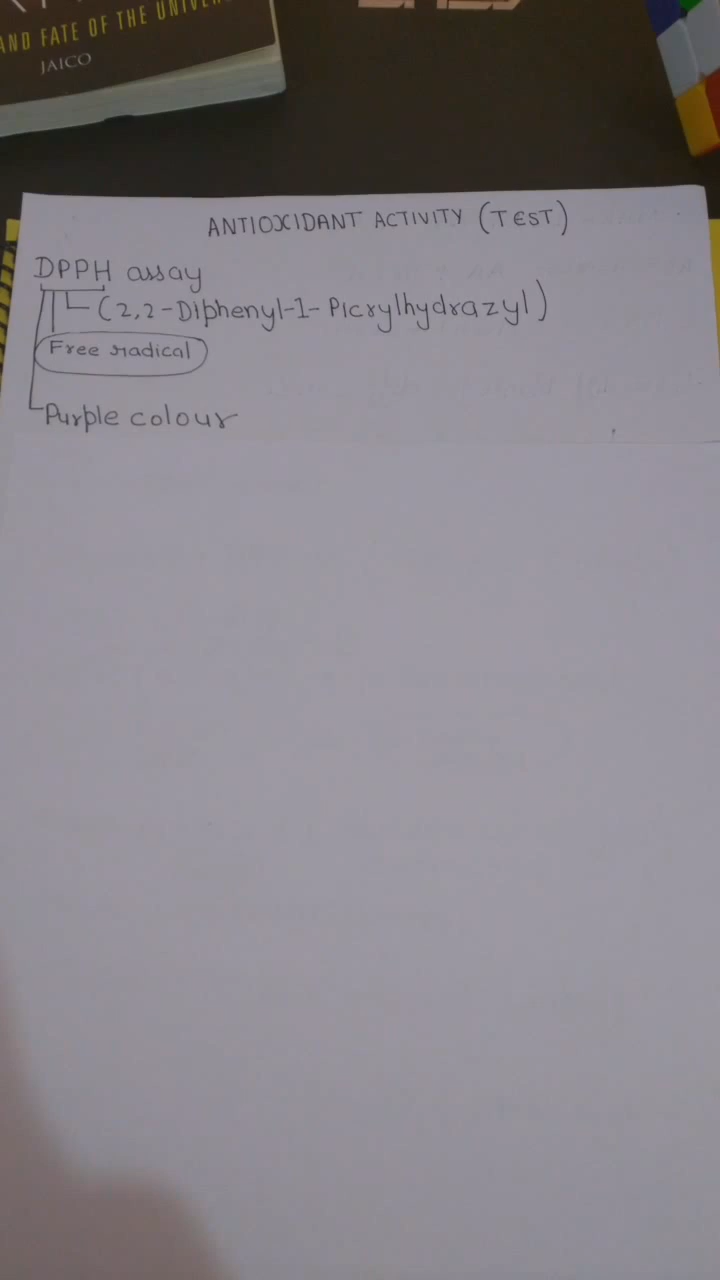 AND FATE OF THE UNIVERSE
JAICO
ANTIOXIDANT ACTIVITY (TEST)
DPPH assay
(2,2-Diphenyl-1-Picrylhydrazyl)
Free radical
Purple colour